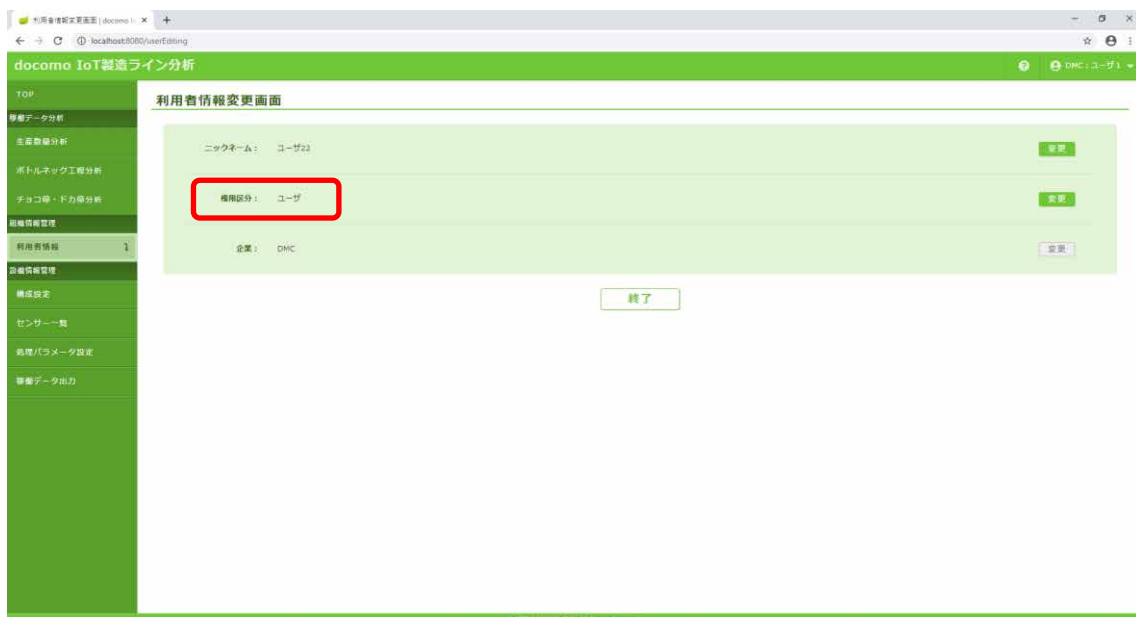 利用者情報変更画面 | docomo I
localhost:8080/userEditing
docomo IoT製造ライン分析
DMC：ユーザ1
TOP
利用者情報変更画面
稼働データ分析
生産数量分析
ニックネーム： ユーザ22 変更
ボトルネック工程分析
チョコ停・ドカ停分析
権限区分： ユーザ 変更
組織情報管理
利用者情報
企業： DMC 変更
設備情報管理
構成設定
終了
センサー一覧
処理パラメータ設定
稼働データ出力